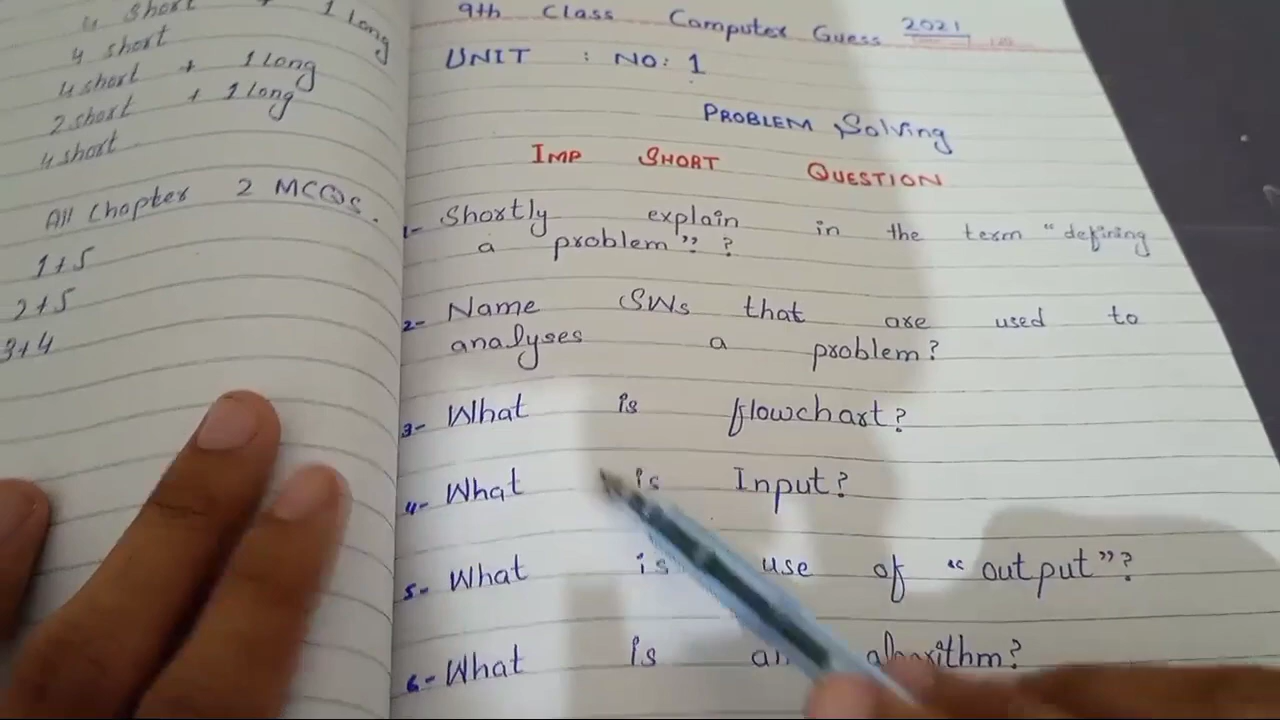 4 short + 1 long
4 short
4 short + 1 long
2 short + 1 long
4 short
All Chapter 2 MCQs.
1+5
2+5
3+4
9th Class Computer Guess 2021
UNIT : NO: 1
PROBLEM Solving
IMP SHORT QUESTION
1- Shortly explain in the term "defining
a problem"?
2- Name SWs that are used to
analyses a problem?
3- What is flowchart?
4- What is Input?
5- What is use of "output"?
6- What is an algorithm?